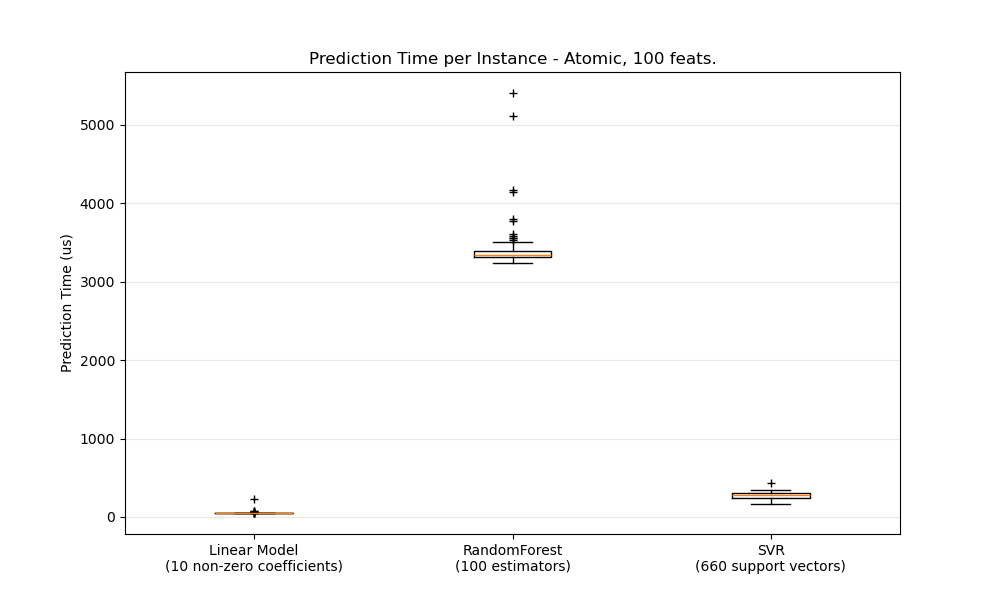 Prediction Time per Instance - Atomic, 100 feats.
Prediction Time (us)
5000
4000
3000
2000
1000
0
Linear Model
(10 non-zero coefficients)
RandomForest
(100 estimators)
SVR
(660 support vectors)